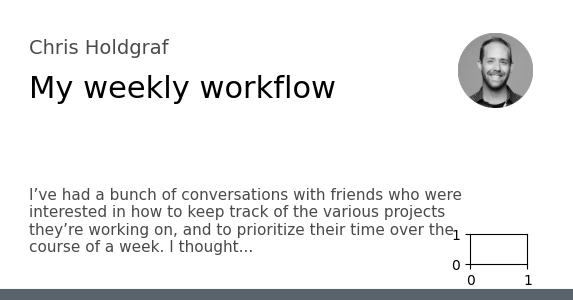 Chris Holdgraf
My weekly workflow
I’ve had a bunch of conversations with friends who were
interested in how to keep track of the various projects
they’re working on, and to prioritize their time over the
course of a week. I thought...
1
0
0 1